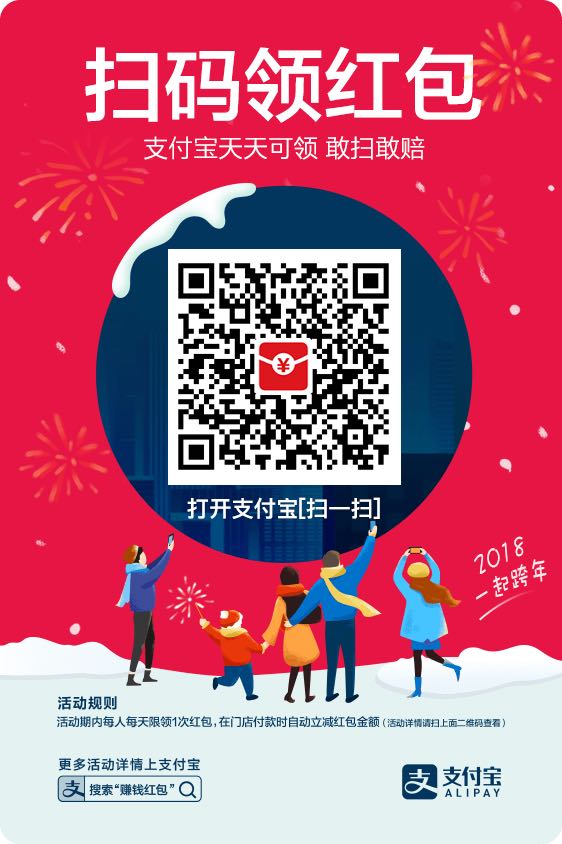 扫码领红包
支付宝天天可领 敢扫敢赔
¥
打开支付宝[扫一扫]
2018
一起跨年
活动规则
活动期内每人每天限领1次红包，在门店付款时自动立减红包金额（活动详情请扫上面二维码查看）
更多活动详情上支付宝
支 搜索“赚钱红包”
支 支付宝
ALIPAY